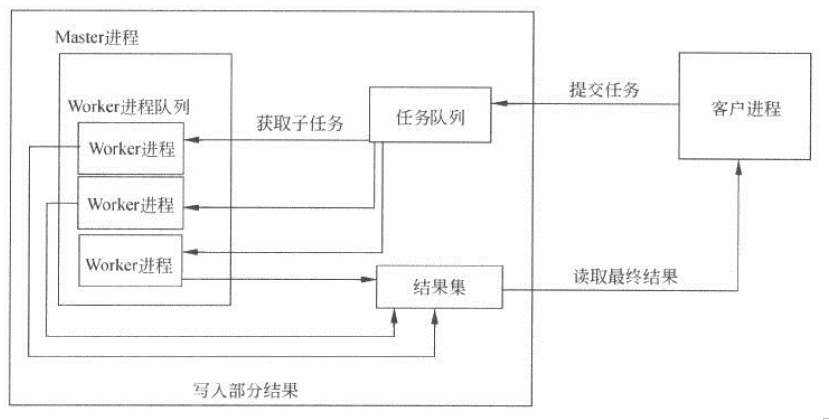 Master进程
Worker进程队列
Worker进程
Worker进程
Worker进程
获取子任务
任务队列
提交任务
客户进程
结果集
读取最终结果
写入部分结果